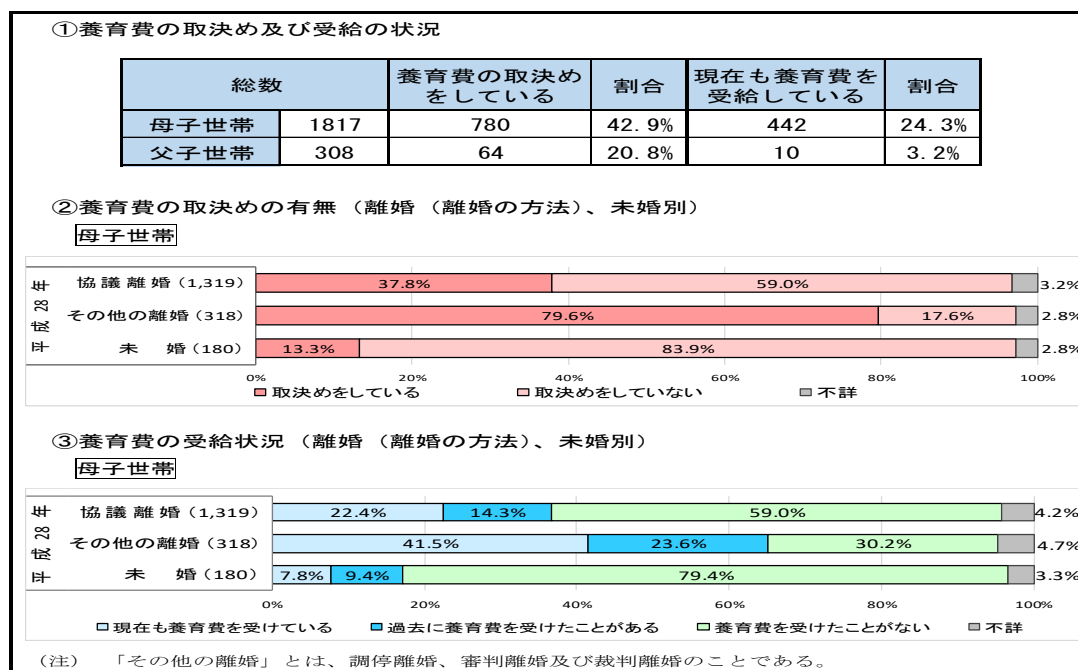 ①養育費の取決め及び受給の状況
総数 養育費の取決めをしている 割合 現在も養育費を受給している 割合
母子世帯 1817 780 42.9% 442 24.3%
父子世帯 308 64 20.8% 10 3.2%
②養育費の取決めの有無（離婚（離婚の方法）、未婚別）
母子世帯
平成28年
協議離婚(1,319) 37.8% 59.0% 3.2%
その他の離婚(318) 79.6% 17.6% 2.8%
未　婚(180) 13.3% 83.9% 2.8%
0% 20% 40% 60% 80% 100%
取決めをしている 取決めをしていない 不詳
③養育費の受給状況（離婚（離婚の方法）、未婚別）
母子世帯
平成28年
協議離婚(1,319) 22.4% 14.3% 59.0% 4.2%
その他の離婚(318) 41.5% 23.6% 30.2% 4.7%
未　婚(180) 7.8% 9.4% 79.4% 3.3%
0% 20% 40% 60% 80% 100%
現在も養育費を受けている 過去に養育費を受けたことがある 養育費を受けたことがない 不詳
（注）　「その他の離婚」とは、調停離婚、審判離婚及び裁判離婚のことである。